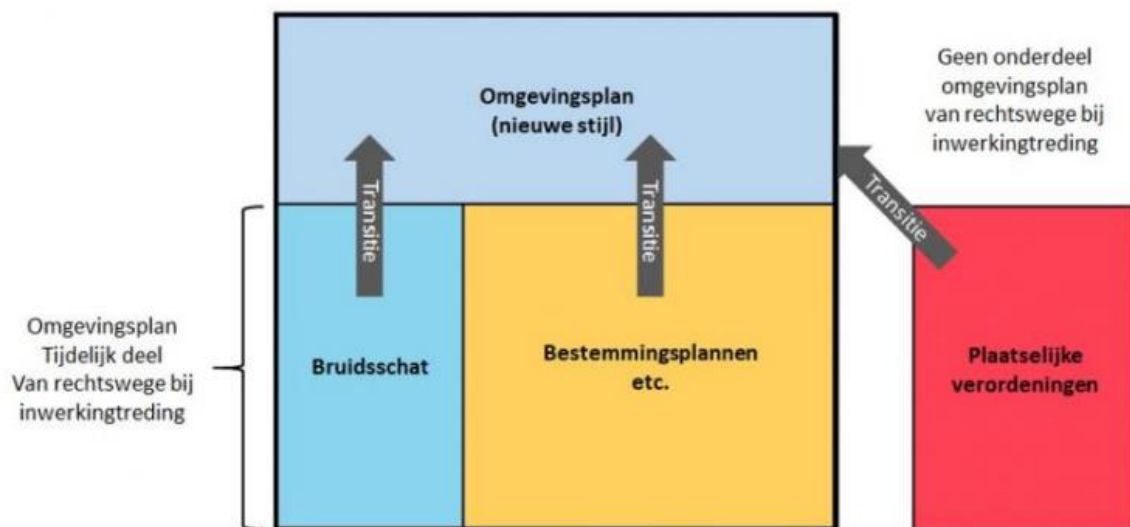 Omgevingsplan
(nieuwe stijl)
Geen onderdeel
omgevingsplan
van rechtswege bij
inwerkingtreding
Transitie
Transitie
Transitie
Omgevingsplan
Tijdelijk deel
Van rechtswege bij
inwerkingtreding
Bruidsschat
Bestemmingsplannen
etc.
Plaatselijke
verordeningen